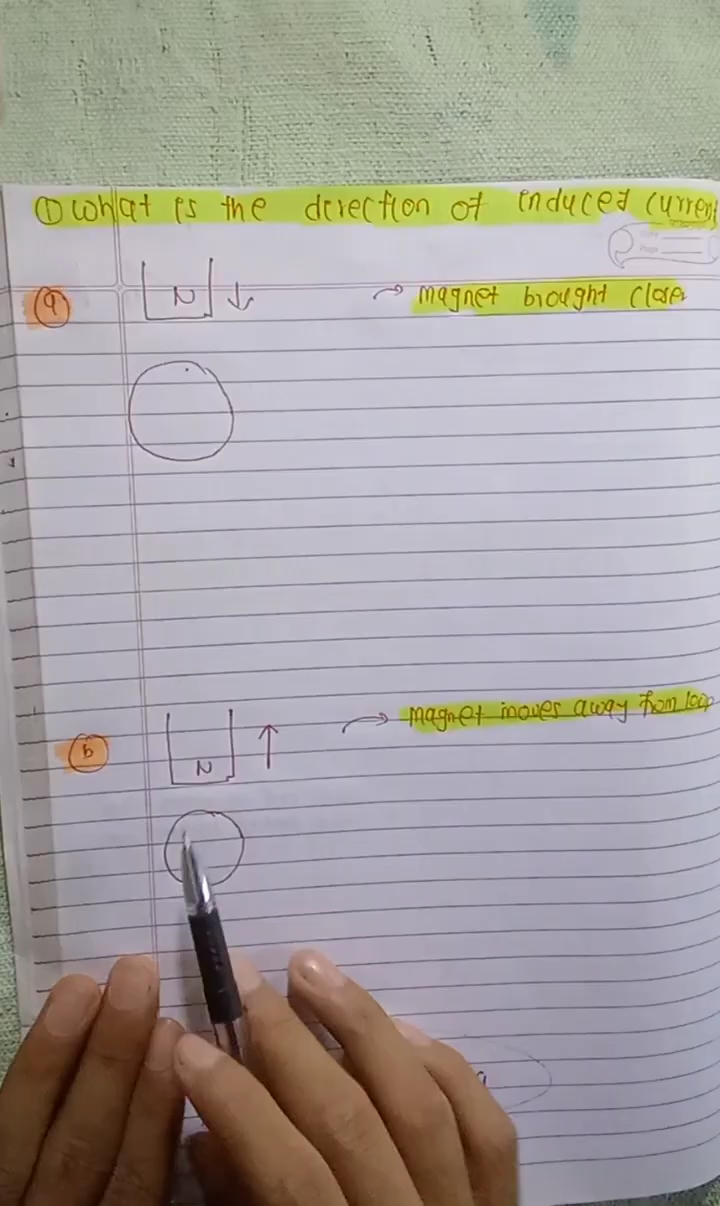 ① What is the direction of induced current
ⓐ N ↓ → magnet brought close
ⓑ N ↑ → magnet moves away from loop